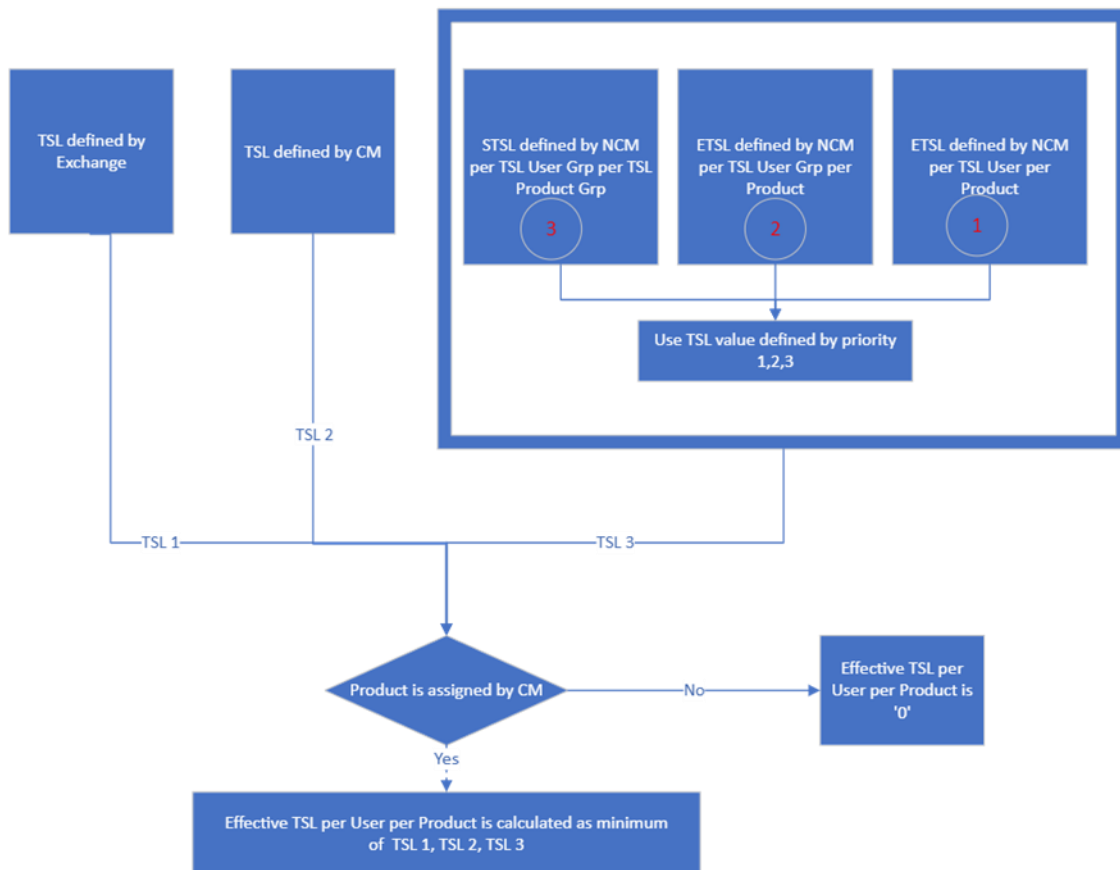 TSL defined by
Exchange
TSL defined by CM
STSL defined by NCM
per TSL User Grp per TSL
Product Grp
3
ETSL defined by NCM
per TSL User Grp per
Product
2
ETSL defined by NCM
per TSL User per
Product
1
Use TSL value defined by priority
1,2,3
TSL 2
TSL 1
TSL 3
Product is assigned by CM
No
Effective TSL per
User per Product is
'0'
Yes
Effective TSL per User per Product is calculated as minimum
of TSL 1, TSL 2, TSL 3